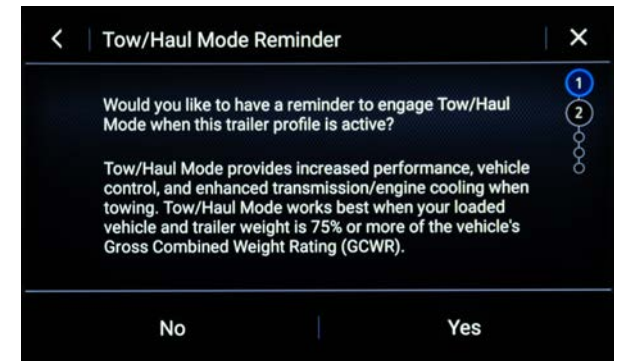 Tow/Haul Mode Reminder
1
2
Would you like to have a reminder to engage Tow/Haul
Mode when this trailer profile is active?
Tow/Haul Mode provides increased performance, vehicle
control, and enhanced transmission/engine cooling when
towing. Tow/Haul Mode works best when your loaded
vehicle and trailer weight is 75% or more of the vehicle's
Gross Combined Weight Rating (GCWR).
No
Yes